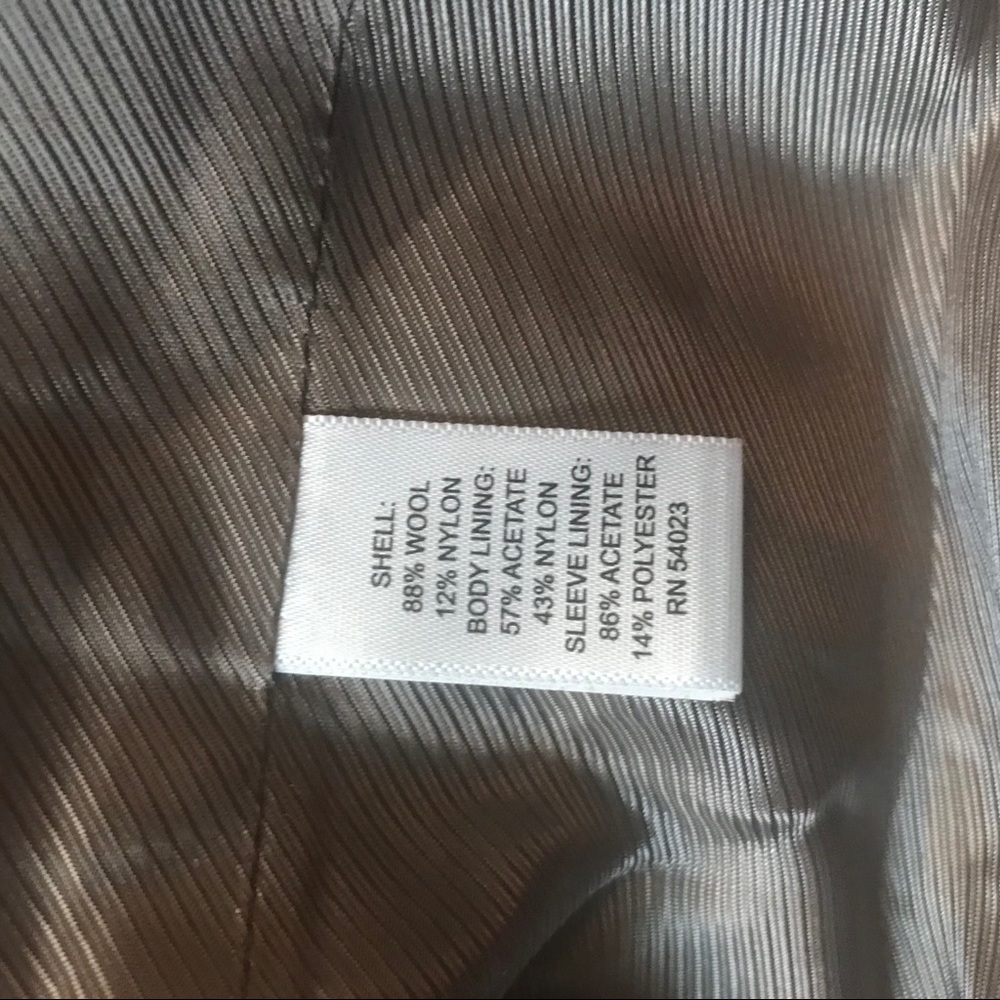 SHELL:
88% WOOL
12% NYLON
BODY LINING:
57% ACETATE
43% NYLON
SLEEVE LINING:
86% ACETATE
14% POLYESTER
RN 54023